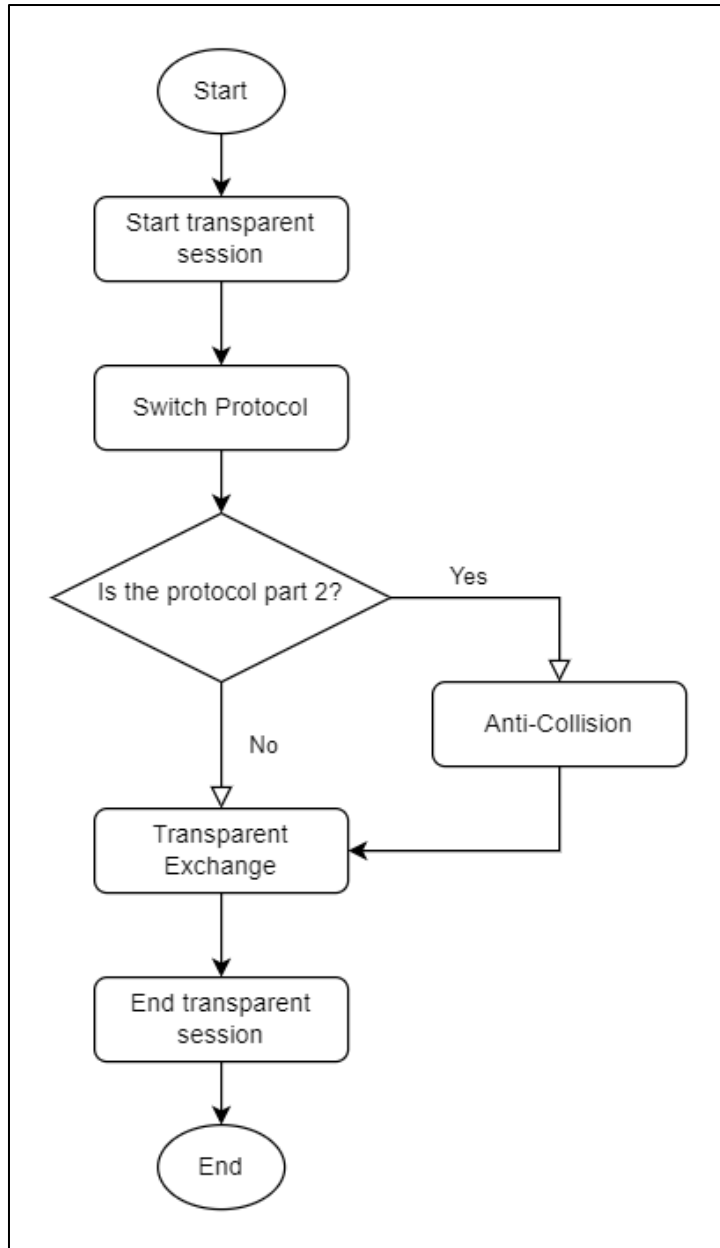 Start
Start transparent
session
Switch Protocol
Is the protocol part 2?
Yes
Anti-Collision
No
Transparent
Exchange
End transparent
session
End